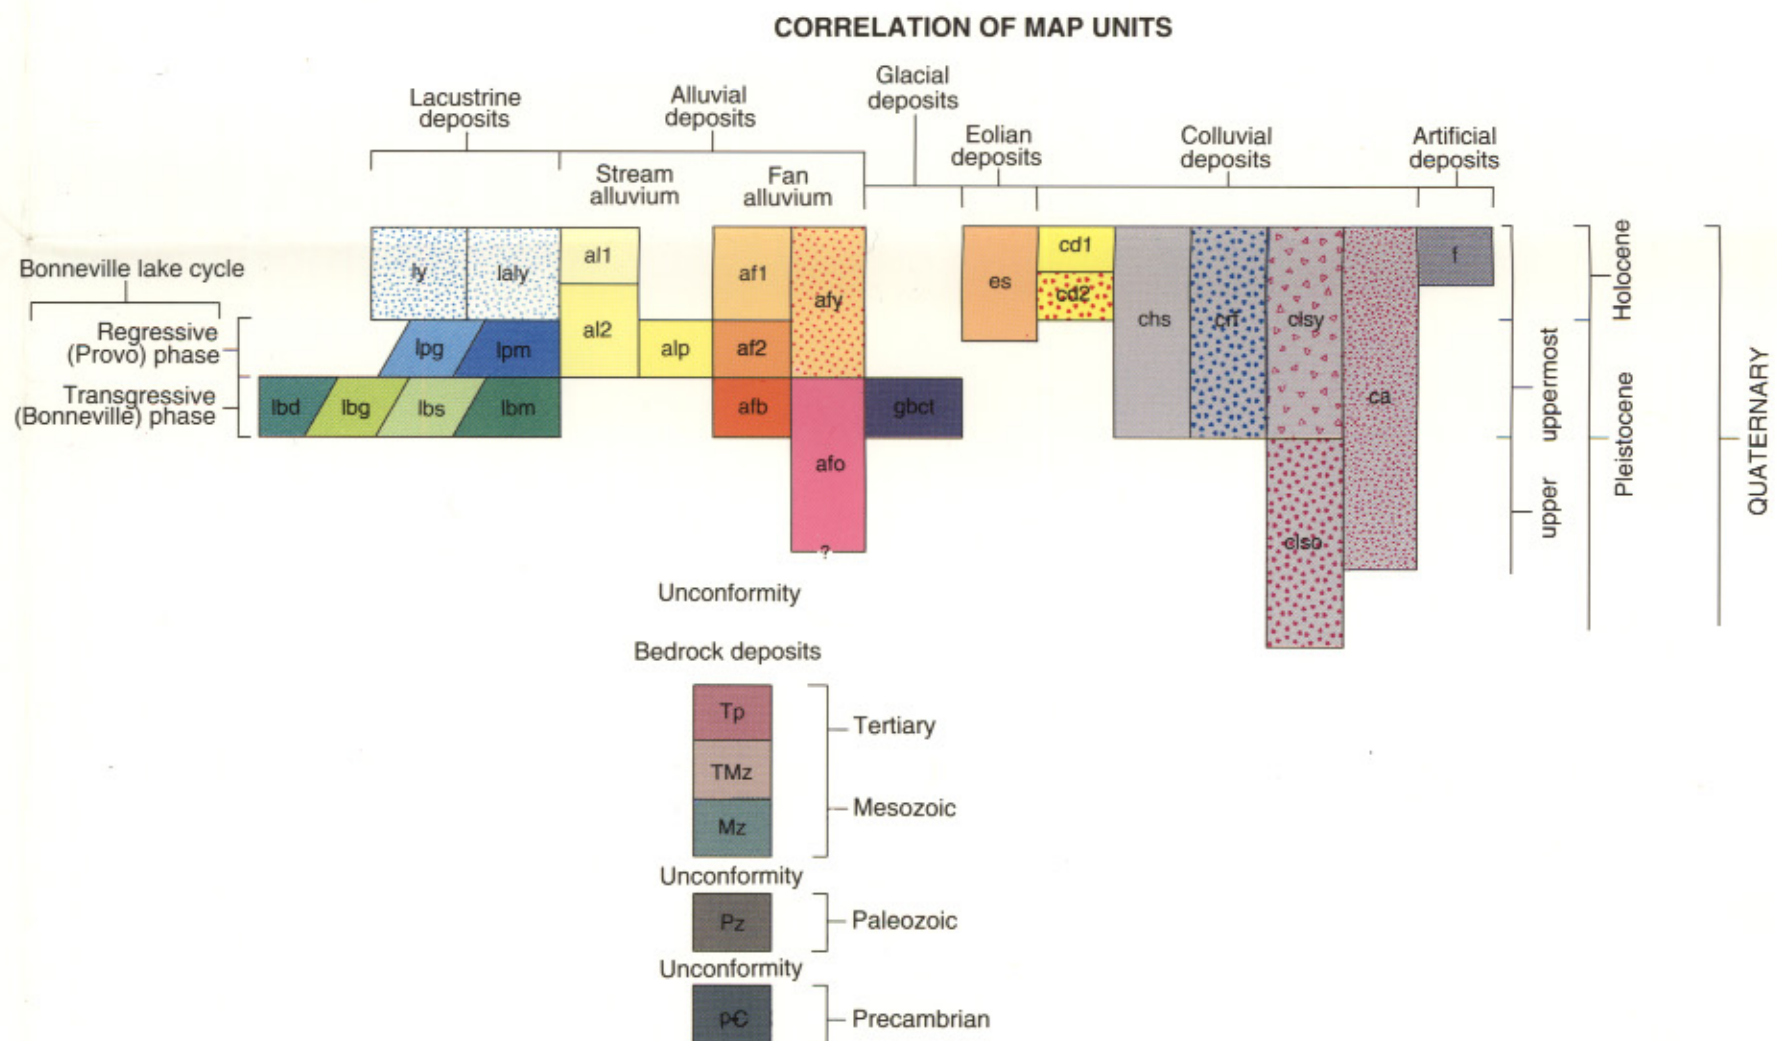 CORRELATION OF MAP UNITS
Lacustrine
deposits
Alluvial
deposits
Glacial
deposits
Eolian
deposits
Colluvial
deposits
Artificial
deposits
Stream
alluvium
Fan
alluvium
Bonneville lake cycle
Regressive
(Provo) phase
Transgressive
(Bonneville) phase
ly
laly
al1
al2
alp
af1
af2
afy
lpg
lpm
lbd
lbg
lbs
lbm
afb
afo
?
gbct
es
cd1
cd2
chs
crf
clsy
clso
ca
f
uppermost
upper
Holocene
Pleistocene
QUATERNARY
Unconformity
Bedrock deposits
Tp
TMz
Mz
Tertiary
Mesozoic
Unconformity
Pz
Paleozoic
Unconformity
p-Ꞓ
Precambrian